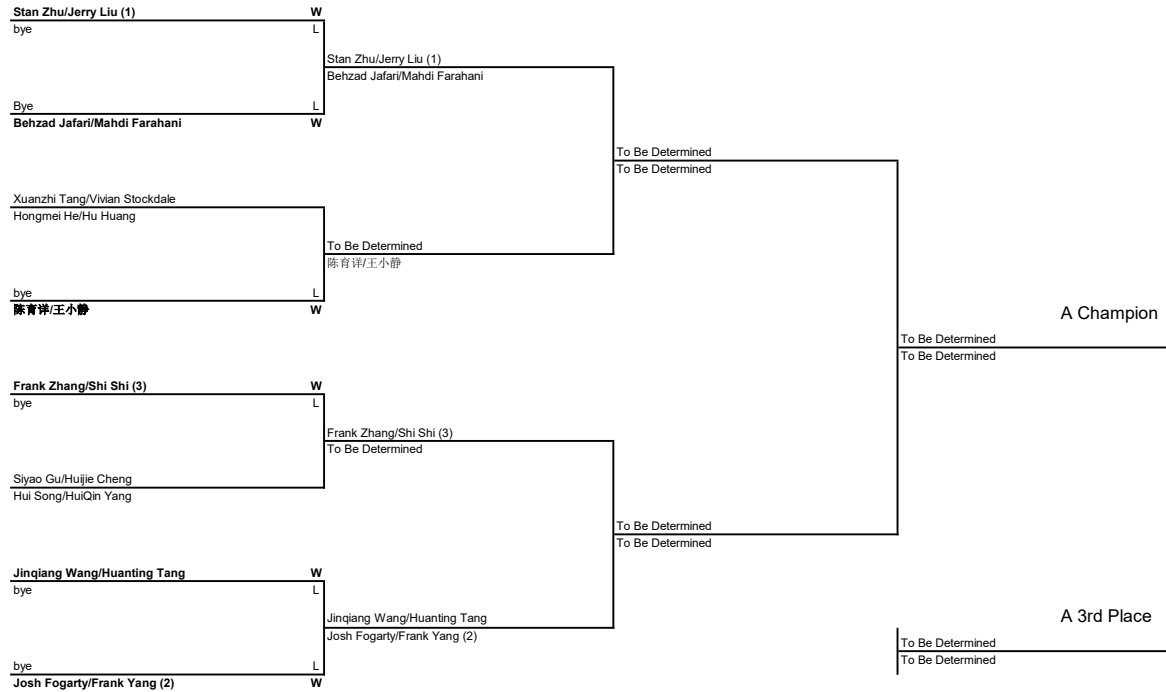 Stan Zhu/Jerry Liu (1) W
bye L
Bye L
Behzad Jafari/Mahdi Farahani W
Xuanzhi Tang/Vivian Stockdale
Hongmei He/Hu Huang
bye L
陈育详/王小静 W
Frank Zhang/Shi Shi (3) W
bye L
Siyao Gu/Huijie Cheng
Hui Song/HuiQin Yang
Jinqiang Wang/Huanting Tang W
bye L
bye L
Josh Fogarty/Frank Yang (2) W
Stan Zhu/Jerry Liu (1)
Behzad Jafari/Mahdi Farahani
To Be Determined
陈育详/王小静
Frank Zhang/Shi Shi (3)
To Be Determined
Jinqiang Wang/Huanting Tang
Josh Fogarty/Frank Yang (2)
To Be Determined
To Be Determined
To Be Determined
To Be Determined
A Champion
To Be Determined
To Be Determined
A 3rd Place
To Be Determined
To Be Determined